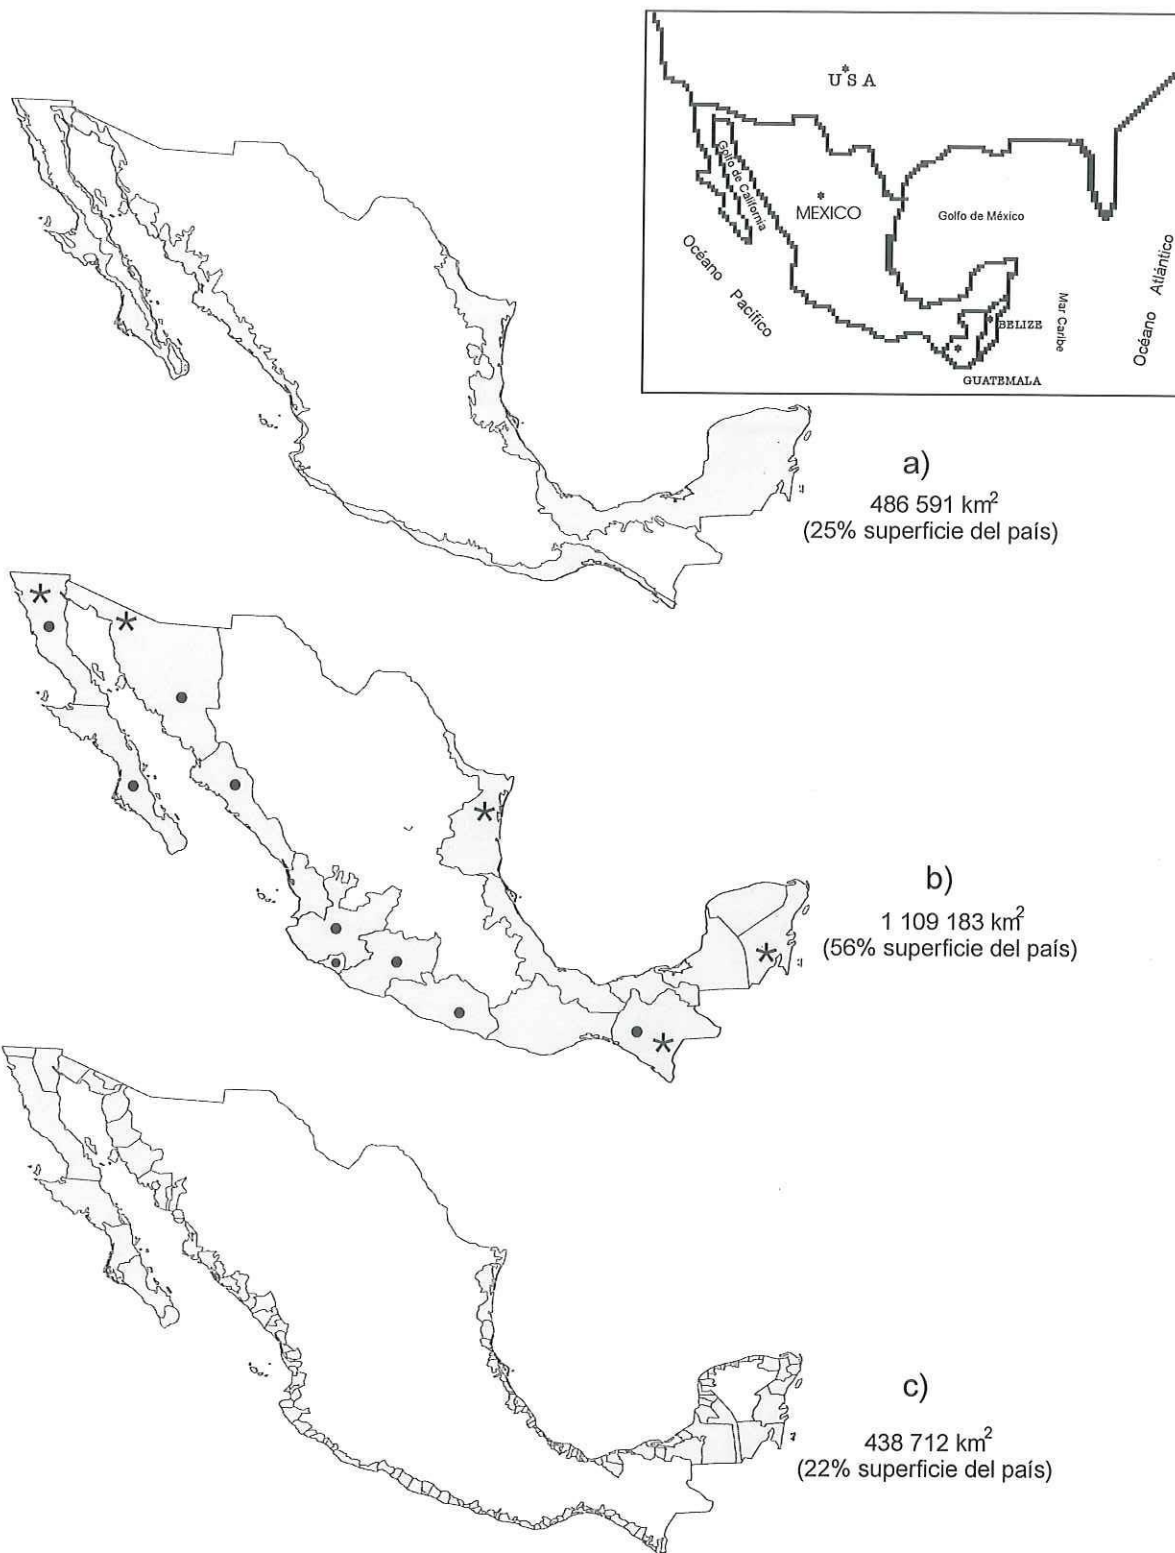 U S A
Golfo de California
MEXICO
Golfo de México
Océano Pacífico
Mar Caribe
Océano Atlántico
BELIZE
GUATEMALA
a)
486 591 km²
(25% superficie del país)
b)
1 109 183 km²
(56% superficie del país)
c)
438 712 km²
(22% superficie del país)